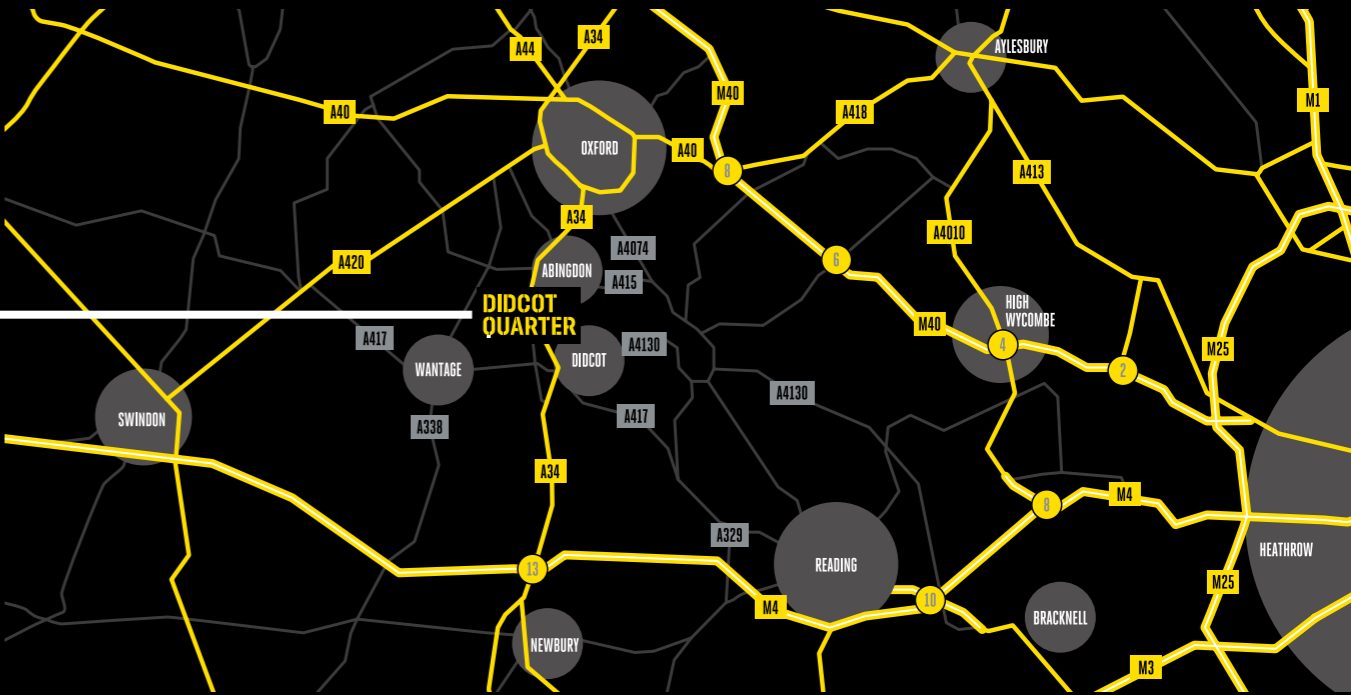 A34
A44
AYLESBURY
M40
M1
A40
A418
OXFORD
A40
8
A413
A34
A4010
A4074
A420
6
ABINGDON
A415
DIDCOT
QUARTER
HIGH
WYCOMBE
M40
A417
A4130
4
M25
DIDCOT
WANTAGE
2
A4130
SWINDON
A417
A338
A34
M4
8
A329
HEATHROW
READING
13
M25
10
M4
BRACKNELL
NEWBURY
M3